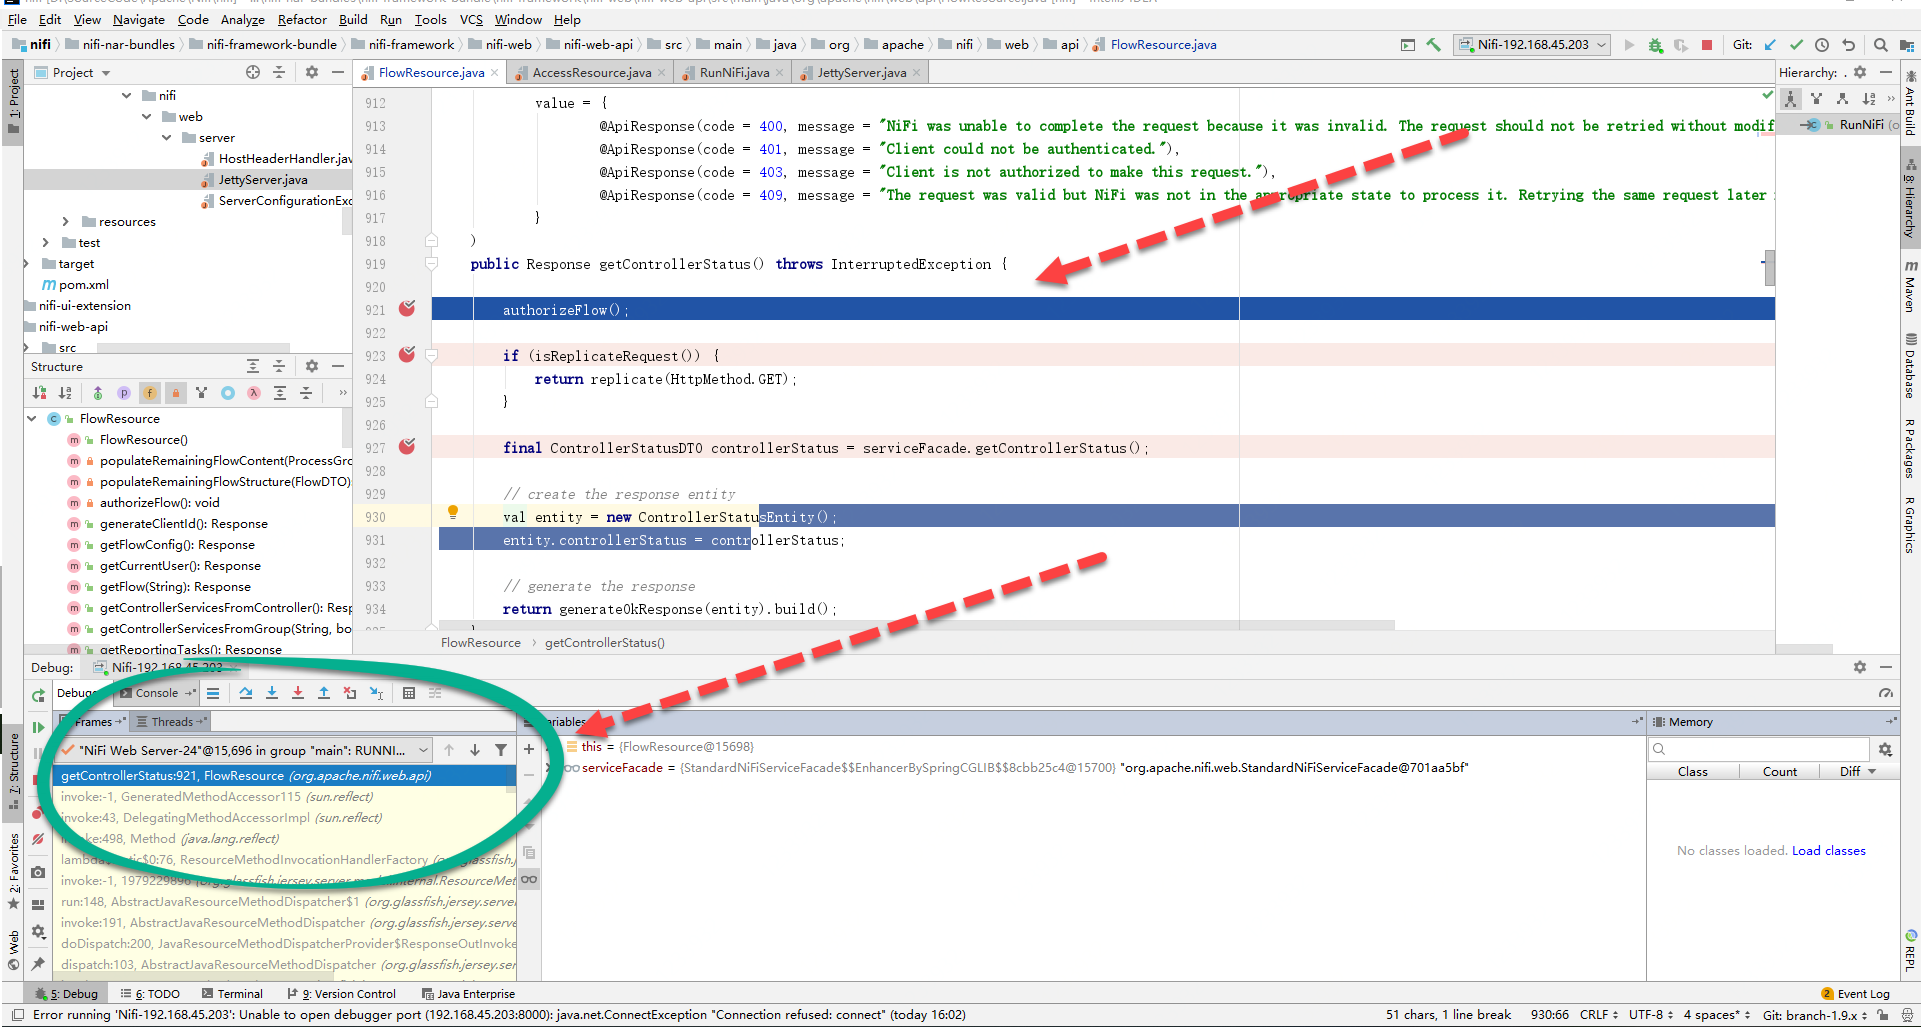 File Edit View Navigate Code Analyze Refactor Build Run Tools VCS Window Help
nifi nifi-nar-bundles nifi-framework-bundle nifi-framework nifi-web nifi-web-api src main java org apache nifi web api FlowResource.java
Nifi-192.168.45.203
Git:
1: Project
Project
nifi
web
server
HostHeaderHandler.jav
JettyServer.java
ServerConfigurationExc
resources
test
target
pom.xml
nifi-ui-extension
nifi-web-api
src
FlowResource.java AccessResource.java RunNiFi.java JettyServer.java
912 value = {
913 @ApiResponse(code = 400, message = "NiFi was unable to complete the request because it was invalid. The request should not be retried without modif
914 @ApiResponse(code = 401, message = "Client could not be authenticated."),
915 @ApiResponse(code = 403, message = "Client is not authorized to make this request."),
916 @ApiResponse(code = 409, message = "The request was valid but NiFi was not in the appropriate state to process it. Retrying the same request later
917 }
918 )
919 public Response getControllerStatus() throws InterruptedException {
920
921 authorizeFlow();
922
923 if (isReplicateRequest()) {
924 return replicate(HttpMethod.GET);
925 }
926
927 final ControllerStatusDTO controllerStatus = serviceFacade.getControllerStatus();
928
929 // create the response entity
930 val entity = new ControllerStatusEntity();
931 entity.controllerStatus = controllerStatus;
932
933 // generate the response
934 return generateOkResponse(entity).build();
FlowResource › getControllerStatus()
Hierarchy: .
RunNiFi (o
Ant Build
8: Hierarchy
Maven
Database
R Packages
R Graphics
REPL
Structure
FlowResource
FlowResource()
populateRemainingFlowContent(ProcessGro
populateRemainingFlowStructure(FlowDTO):
authorizeFlow(): void
generateClientId(): Response
getFlowConfig(): Response
getCurrentUser(): Response
getFlow(String): Response
getControllerServicesFromController(): Resp
getControllerServicesFromGroup(String, bo
getReportingTasks(): Response
7: Structure
2: Favorites
Web
Debug: Nifi-192.168.45.203
Debug Console
Frames Threads
"NiFi Web Server-24"@15,696 in group "main": RUNNI...
getControllerStatus:921, FlowResource (org.apache.nifi.web.api)
invoke:-1, GeneratedMethodAccessor115 (sun.reflect)
invoke:43, DelegatingMethodAccessorImpl (sun.reflect)
invoke:498, Method (java.lang.reflect)
ResourceMethodInvocationHandlerFactory
invoke:-1, 1979229896
run:148, AbstractJavaResourceMethodDispatcher$1 (org.glassfish.jersey.server
invoke:191, AbstractJavaResourceMethodDispatcher (org.glassfish.jersey.serve
doDispatch:200, JavaResourceMethodDispatcherProvider$ResponseOutInvoke
dispatch:103, AbstractJavaResourceMethodDispatcher (org.glassfish.jersey.ser
Variables
this = {FlowResource@15698}
serviceFacade = {StandardNiFiServiceFacade$$EnhancerBySpringCGLIB$$8cbb25c4@15700} "org.apache.nifi.web.StandardNiFiServiceFacade@701aa5bf"
Memory
Class Count Diff
No classes loaded. Load classes
5: Debug 6: TODO Terminal 9: Version Control Java Enterprise
2 Event Log
Error running 'Nifi-192.168.45.203': Unable to open debugger port (192.168.45.203:8000): java.net.ConnectException "Connection refused: connect" (today 16:02)
51 chars, 1 line break 930:66 CRLF UTF-8 4 spaces* Git: branch-1.9.x